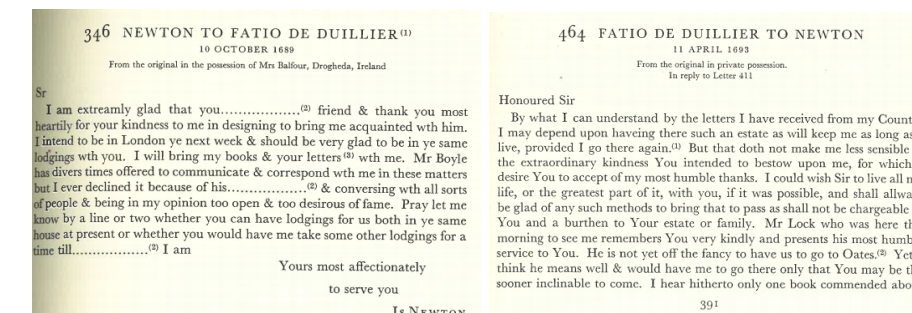 346 NEWTON TO FATIO DE DUILLIER(1)
10 OCTOBER 1689
From the original in the possession of Mrs Balfour, Drogheda, Ireland
Sr
I am extreamly glad that you..................(2) friend & thank you most
heartily for your kindness to me in designing to bring me acquainted wth him.
I intend to be in London ye next week & should be very glad to be in ye same
lodgings wth you. I will bring my books & your letters(3) wth me. Mr Boyle
has divers times offered to communicate & correspond wth me in these matters
but I ever declined it because of his................(2) & conversing wth all sorts
of people & being in my opinion too open & too desirous of fame. Pray let me
know by a line or two whether you can have lodgings for us both in ye same
house at present or whether you would have me take some other lodgings for a
time till.................(2) I am
Yours most affectionately
to serve you
Is NEWTON
464 FATIO DE DUILLIER TO NEWTON
11 APRIL 1693
From the original in private possession.
In reply to Letter 411
Honoured Sir
By what I can understand by the letters I have received from my Count
I may depend upon haveing there such an estate as will keep me as long as
live, provided I go there again.(1) But that doth not make me less sensible
the extraordinary kindness You intended to bestow upon me, for which
desire You to accept of my most humble thanks. I could wish Sir to live all m
life, or the greatest part of it, with you, if it was possible, and shall allwa
be glad of any such methods to bring that to pass as shall not be chargeable
You and a burthen to Your estate or family. Mr Lock who was here th
morning to see me remembers You very kindly and presents his most humb
service to You. He is not yet off the fancy to have us to go to Oates.(2) Yet
think he means well & would have me to go there only that You may be th
sooner inclinable to come. I hear hitherto only one book commended abo
391